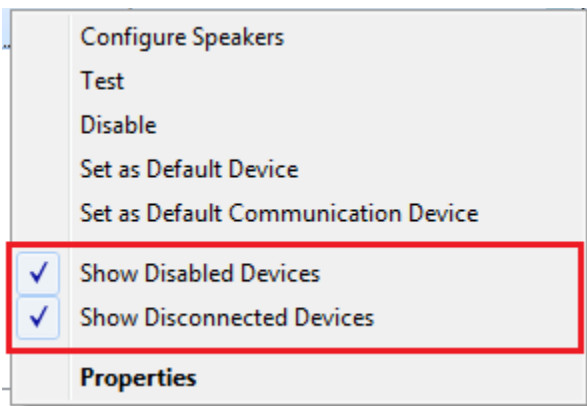 Configure Speakers
Test
Disable
Set as Default Device
Set as Default Communication Device
Show Disabled Devices
Show Disconnected Devices
Properties